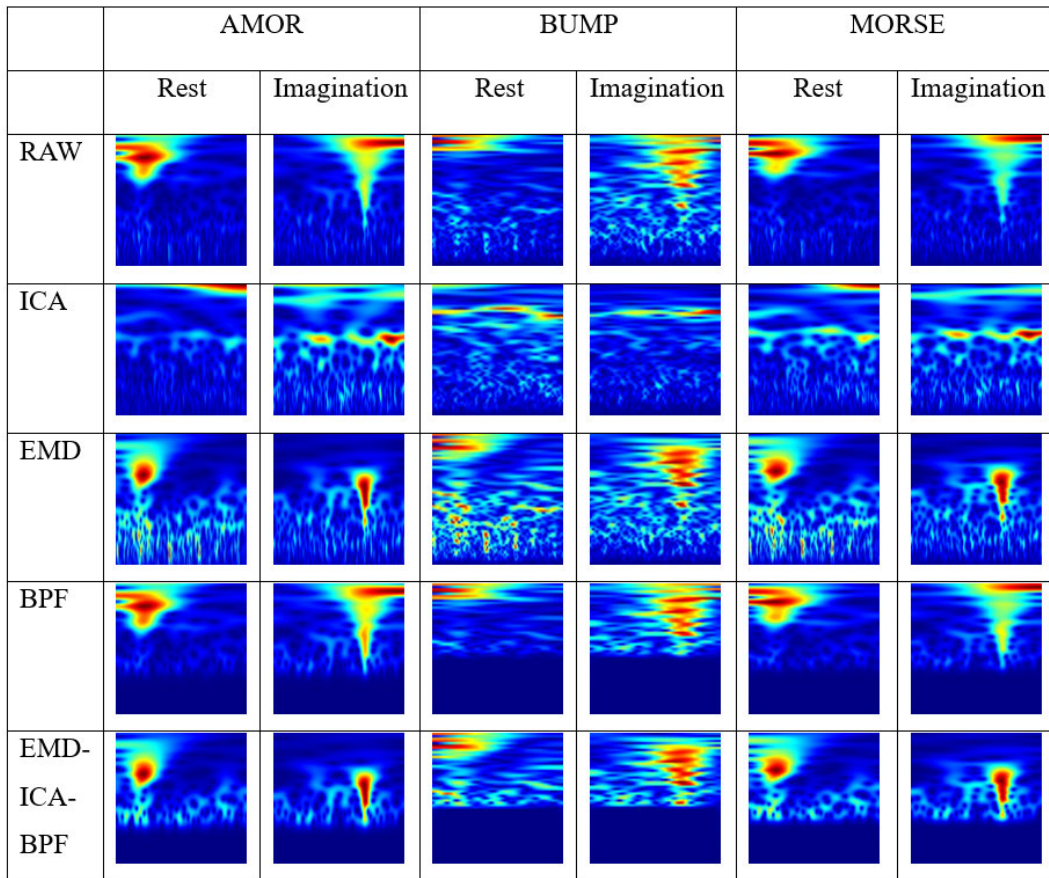 AMOR BUMP MORSE
Rest Imagination Rest Imagination Rest Imagination
RAW
ICA
EMD
BPF
EMD-
ICA-
BPF